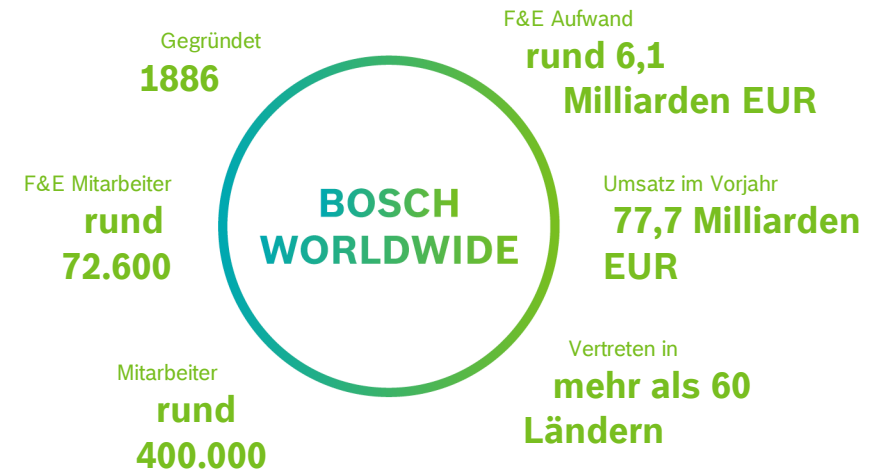 Gegründet
1886
F&E Aufwand
rund 6,1
Milliarden EUR
F&E Mitarbeiter
rund
72.600
BOSCH
WORLDWIDE
Umsatz im Vorjahr
77,7 Milliarden
EUR
Mitarbeiter
rund
400.000
Vertreten in
mehr als 60
Ländern